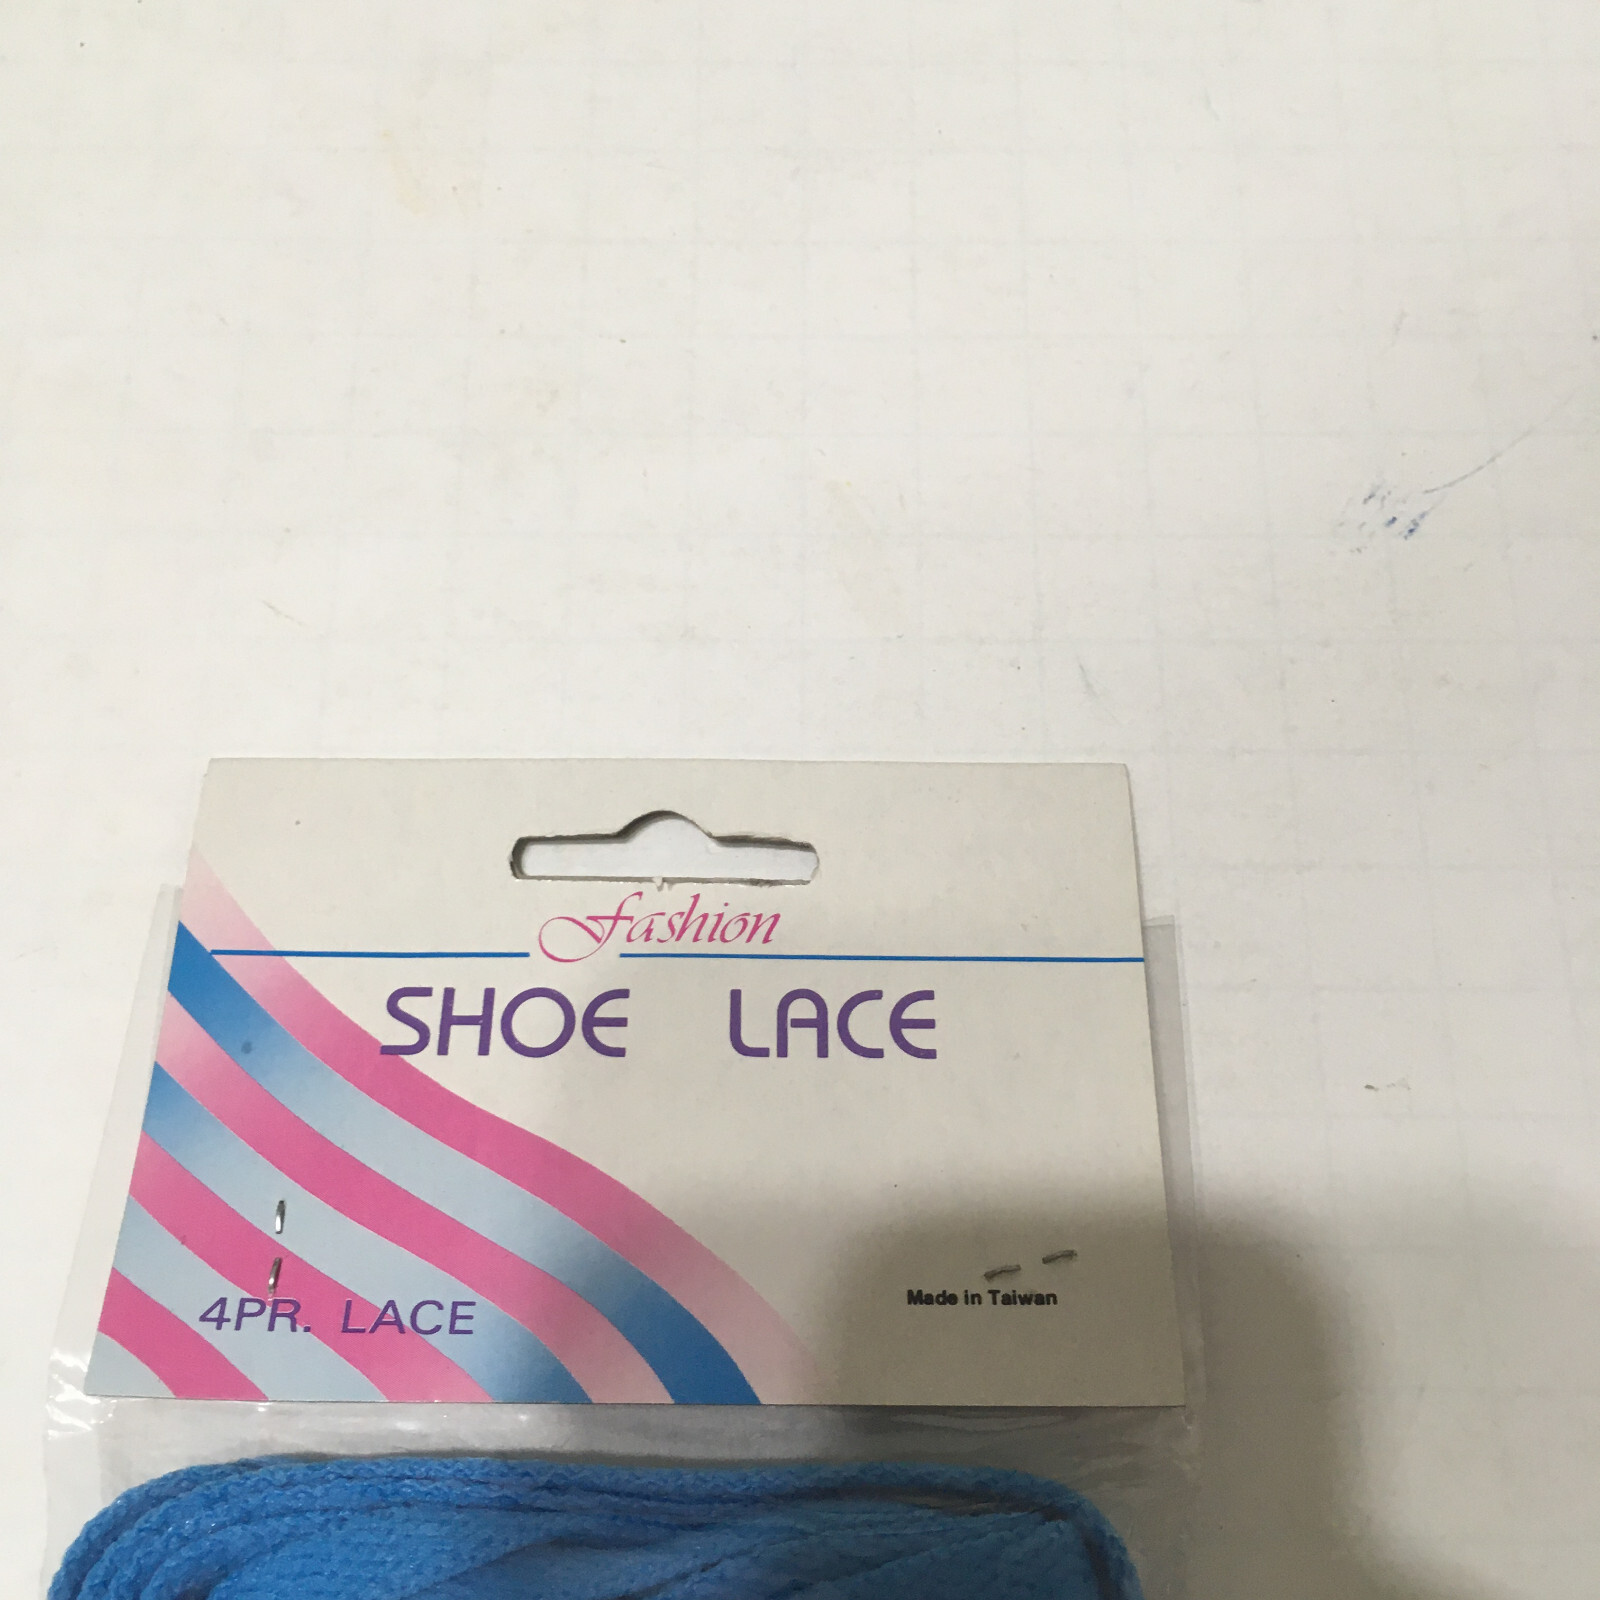 Fashion
SHOE LACE
Made in Taiwan
4PR. LACE